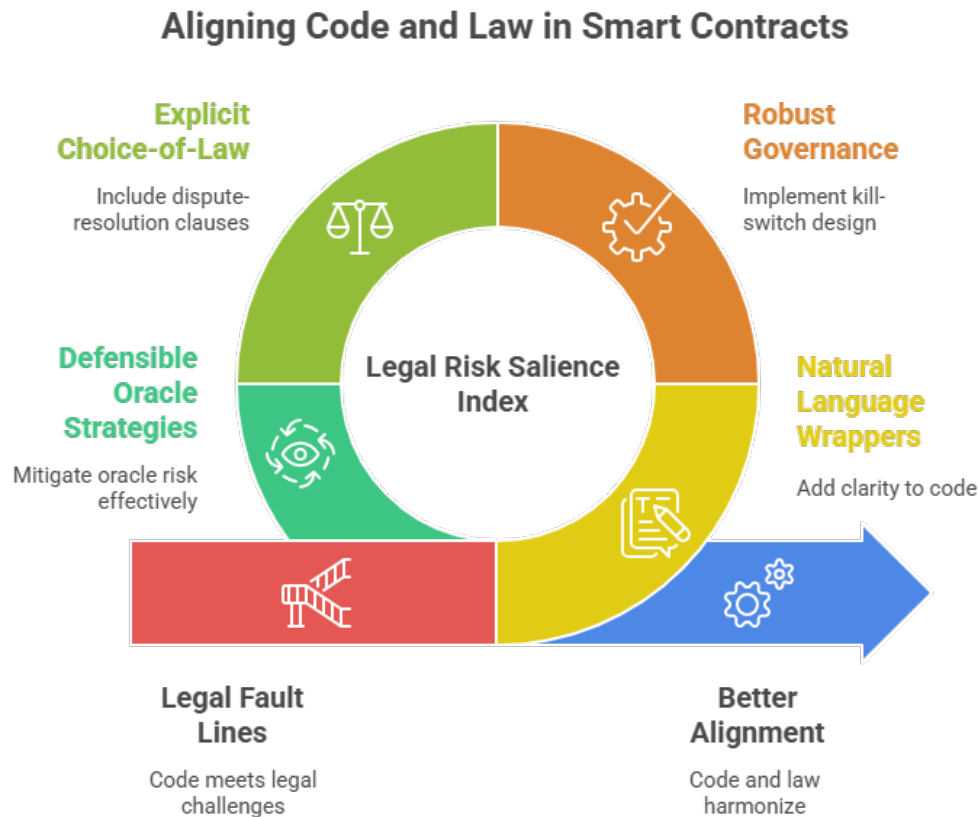 Aligning Code and Law in Smart Contracts
Explicit
Choice-of-Law
Include dispute-
resolution clauses
Robust
Governance
Implement kill-
switch design
Defensible
Oracle
Strategies
Mitigate oracle risk
effectively
Legal Risk Salience
Index
Natural
Language
Wrappers
Add clarity to code
T
Legal Fault
Lines
Code meets legal
challenges
Better
Alignment
Code and law
harmonize